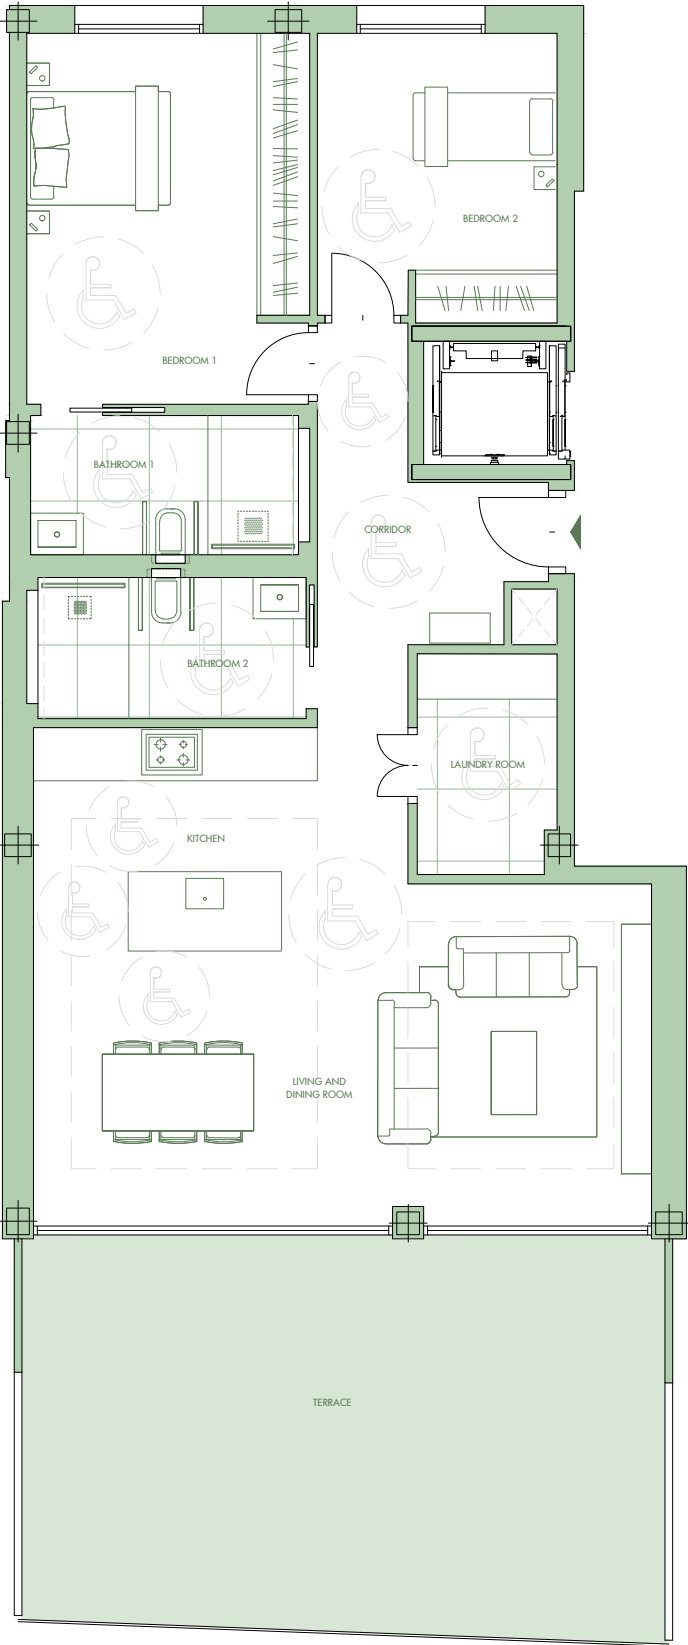 BEDROOM 2
BEDROOM 1
BATHROOM 1
CORRIDOR
BATHROOM 2
LAUNDRY ROOM
KITCHEN
LIVING AND
DINING ROOM
TERRACE